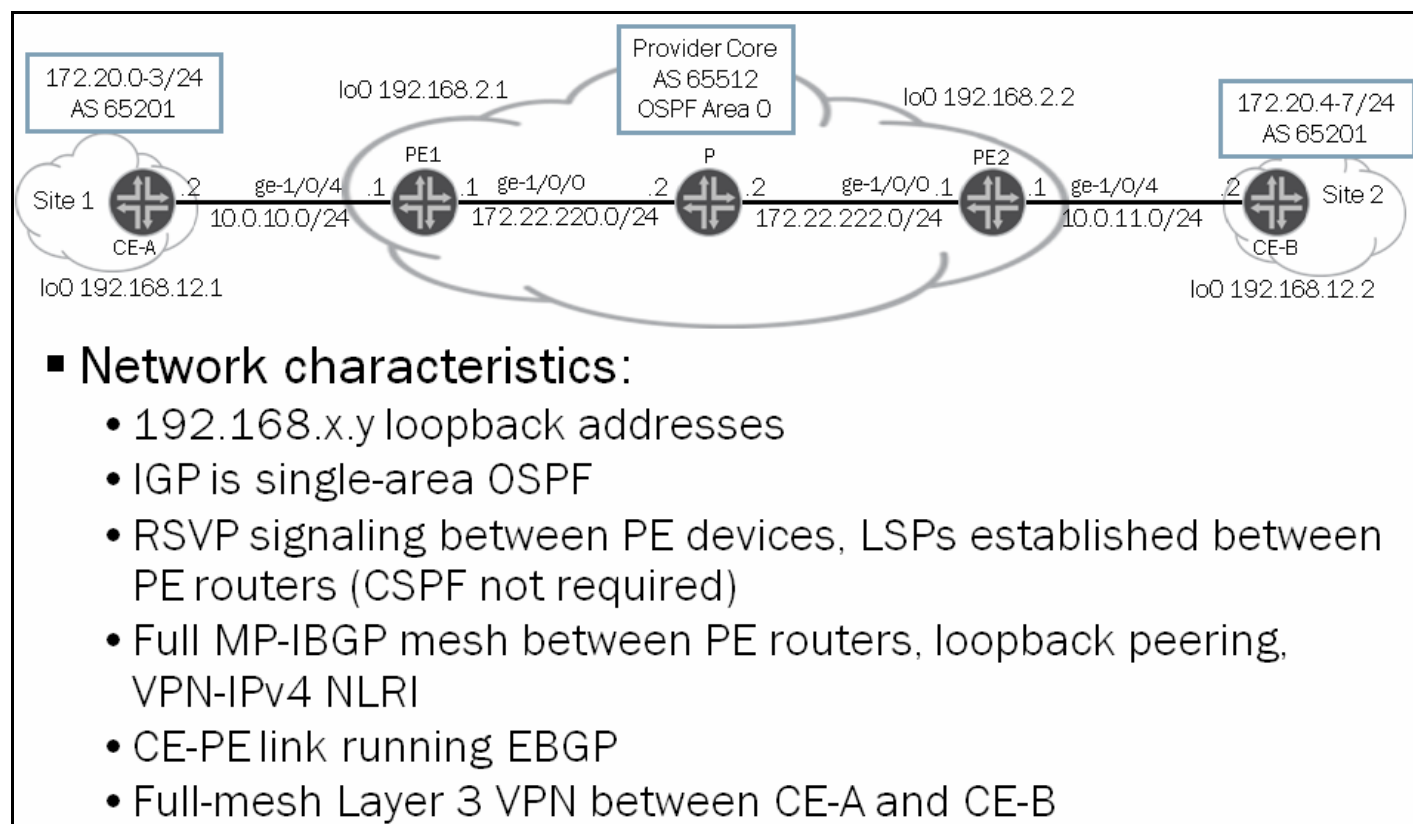 172.20.0-3/24
AS 65201
lo0 192.168.2.1
Provider Core
AS 65512
OSPF Area 0
lo0 192.168.2.2
172.20.4-7/24
AS 65201
PE1
P
PE2
Site 1
.2
ge-1/0/4
.1
.1
ge-1/0/0
.2
.2
ge-1/0/0
.1
.1
ge-1/0/4
.2
Site 2
10.0.10.0/24
172.22.220.0/24
172.22.222.0/24
10.0.11.0/24
CE-A
CE-B
lo0 192.168.12.1
lo0 192.168.12.2
▪ Network characteristics:
• 192.168.x.y loopback addresses
• IGP is single-area OSPF
• RSVP signaling between PE devices, LSPs established between
PE routers (CSPF not required)
• Full MP-IBGP mesh between PE routers, loopback peering,
VPN-IPv4 NLRI
• CE-PE link running EBGP
• Full-mesh Layer 3 VPN between CE-A and CE-B